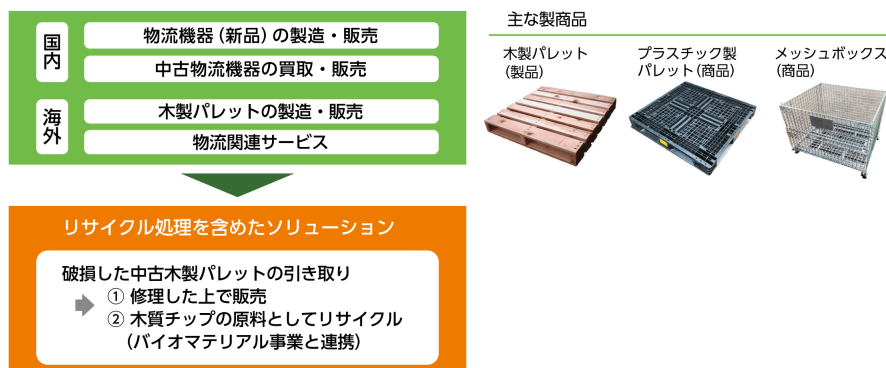 国内
物流機器（新品）の製造・販売
中古物流機器の買取・販売
海外
木製パレットの製造・販売
物流関連サービス
リサイクル処理を含めたソリューション
破損した中古木製パレットの引き取り
① 修理した上で販売
② 木質チップの原料としてリサイクル
（バイオマテリアル事業と連携）
主な製商品
木製パレット
（製品）
プラスチック製
パレット（商品）
メッシュボックス
（商品）